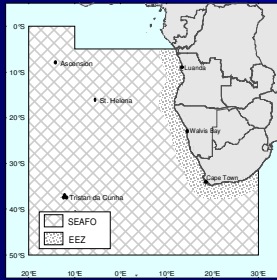 0°S
Ascension
Luanda
10°S
St. Helena
20°S
Walvis Bay
30°S
Cape Town
Tristan da Cunha
40°S
SEAFO
EEZ
50°S
20°W 10°W 0°E 10°E 20°E 30°E